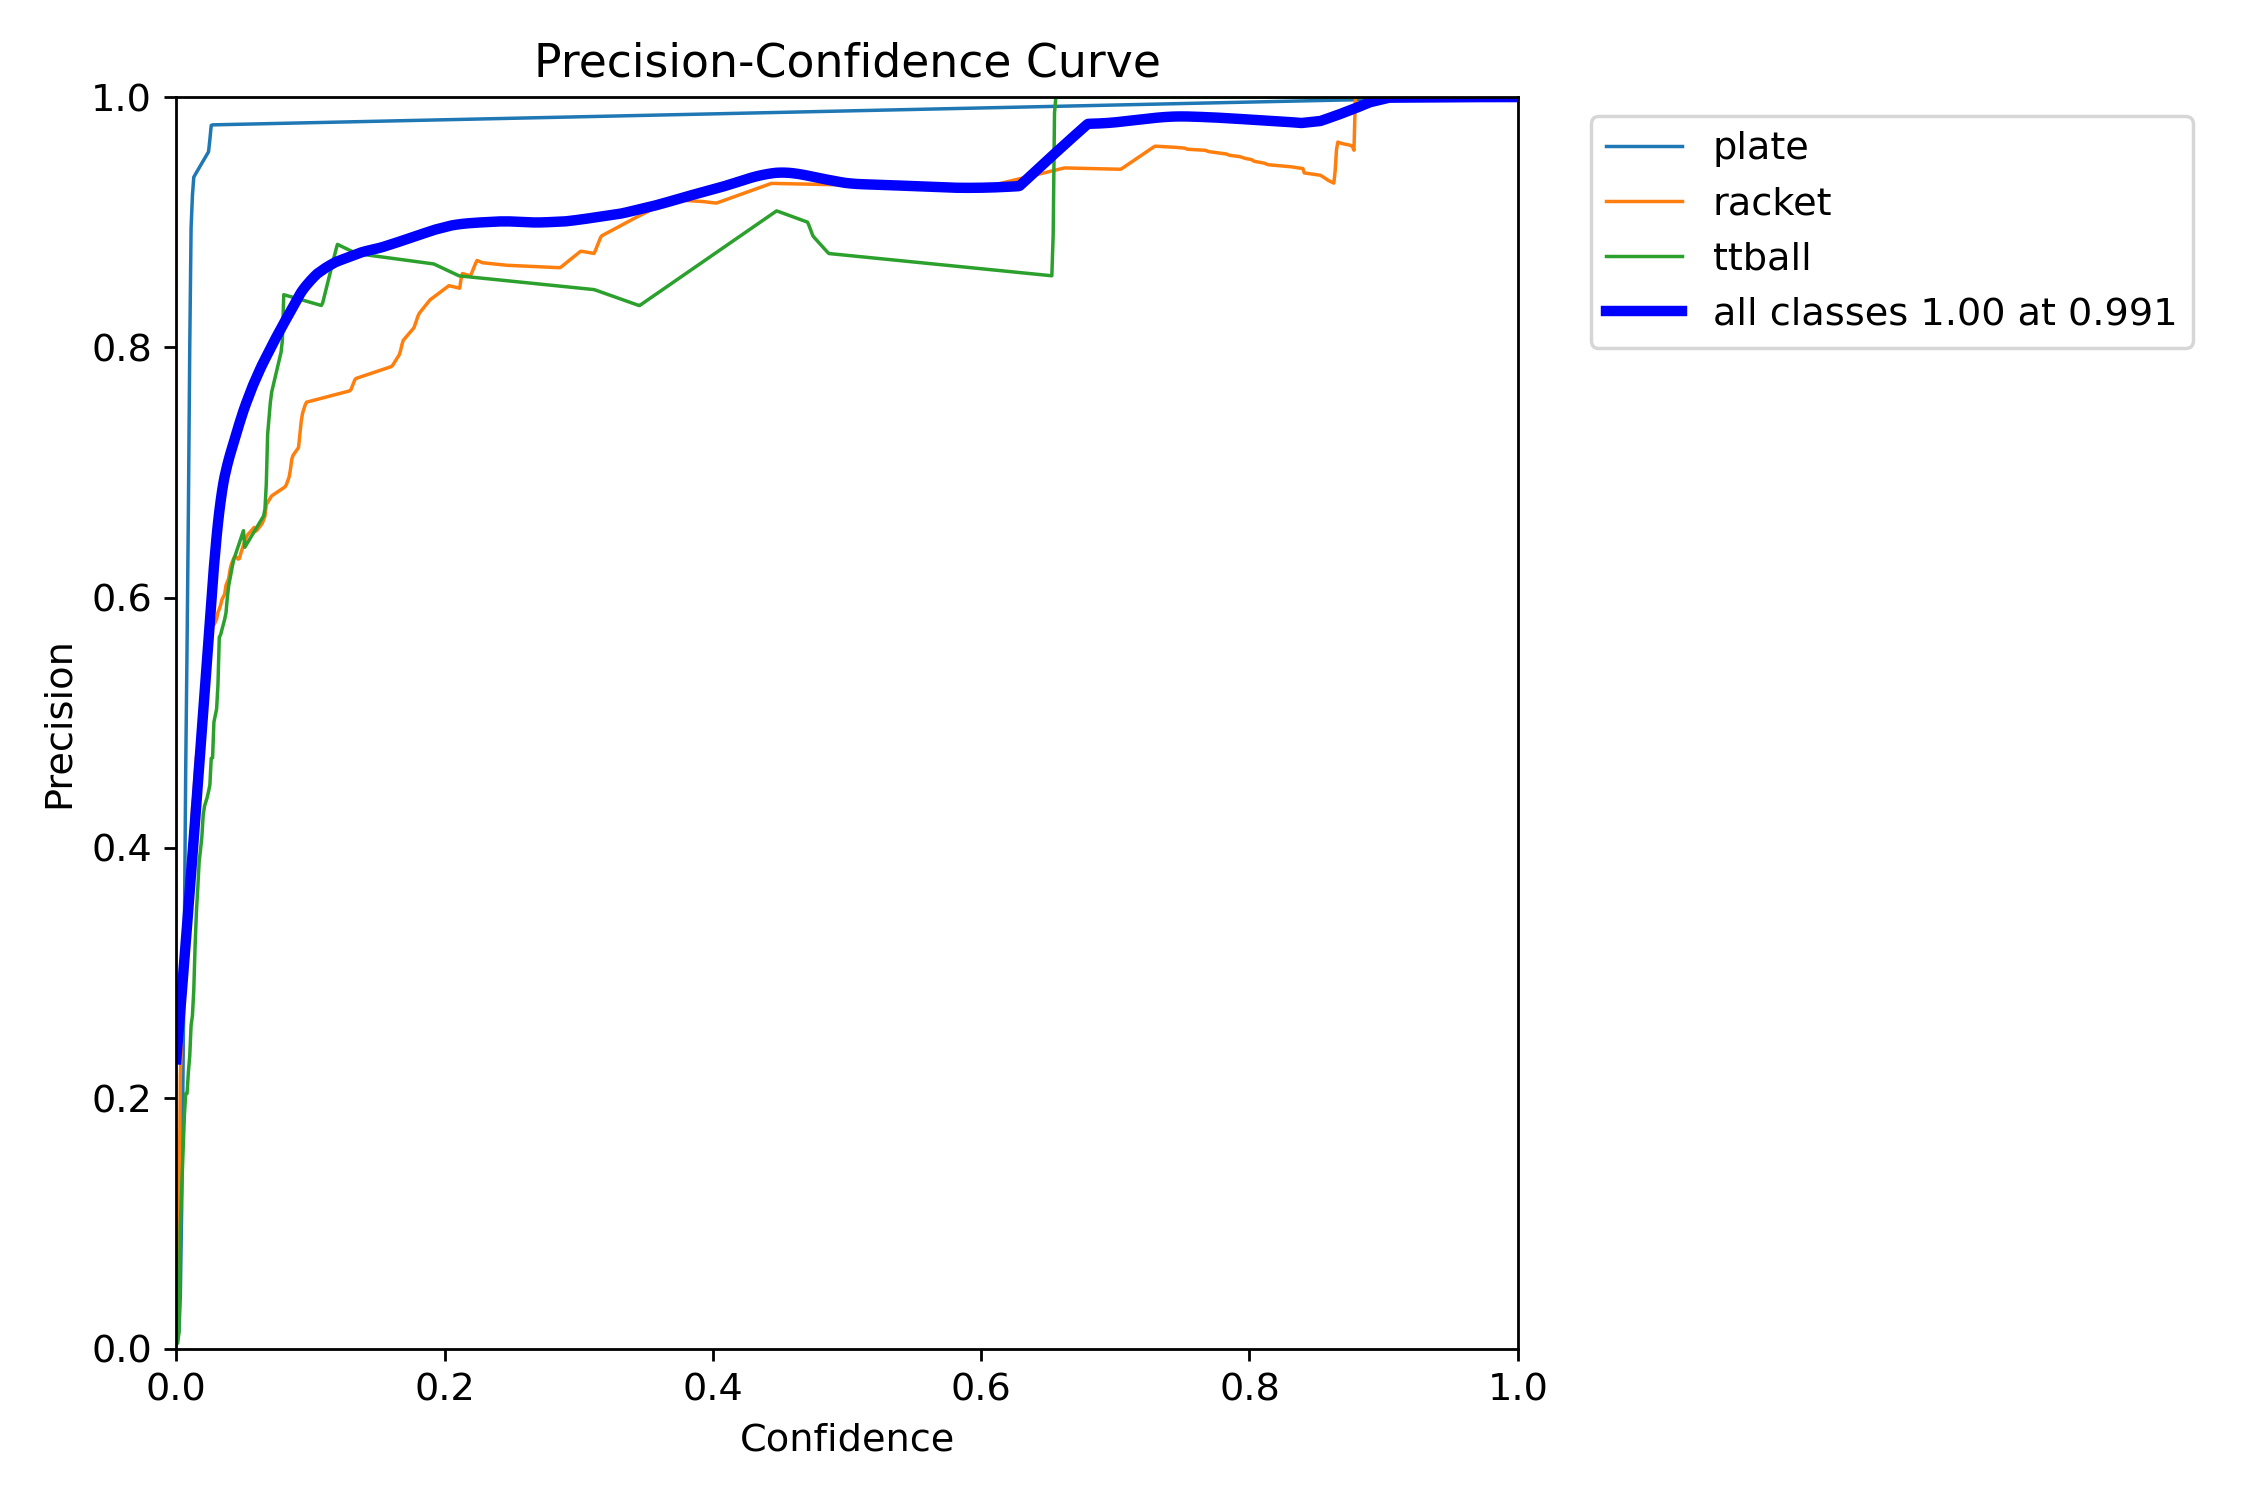 Precision-Confidence Curve
1.0
0.8
0.6
0.4
0.2
0.0
Precision
0.0 0.2 0.4 0.6 0.8 1.0
Confidence
plate
racket
ttball
all classes 1.00 at 0.991